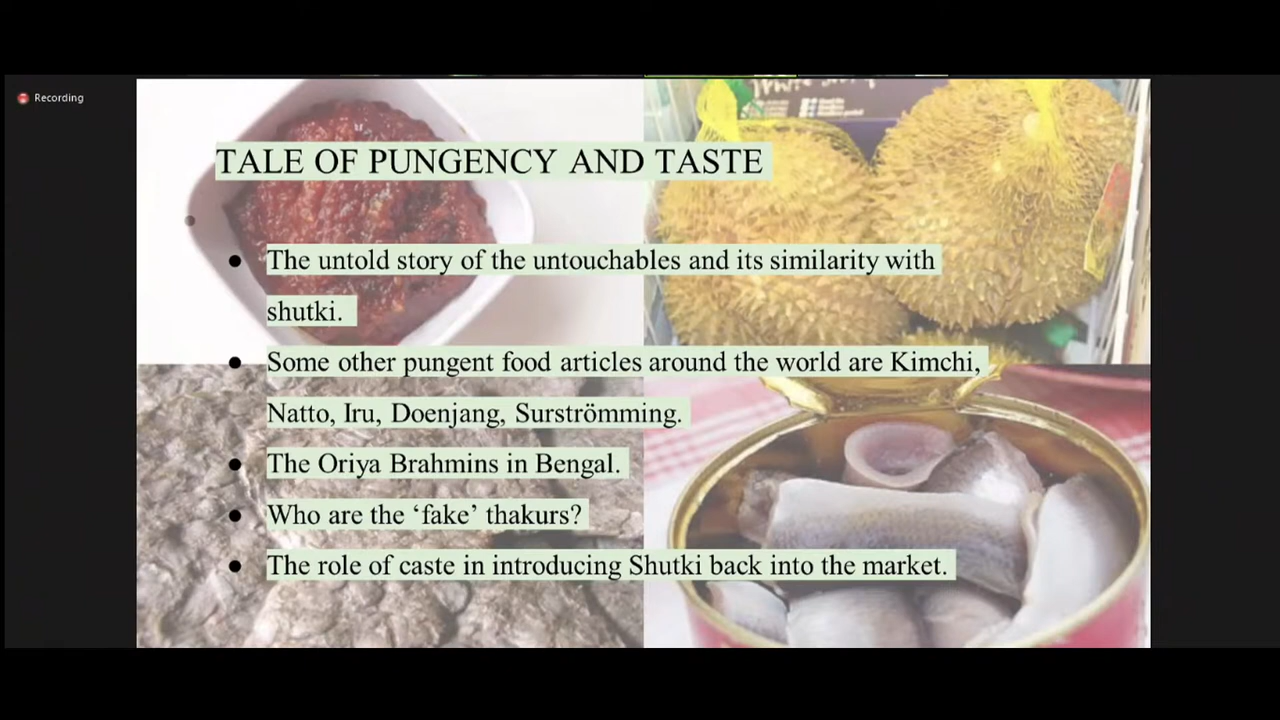 Recording
TALE OF PUNGENCY AND TASTE
● The untold story of the untouchables and its similarity with
shutki.
● Some other pungent food articles around the world are Kimchi,
Natto, Iru, Doenjang, Surströmming.
● The Oriya Brahmins in Bengal.
● Who are the ‘fake’ thakurs?
● The role of caste in introducing Shutki back into the market.